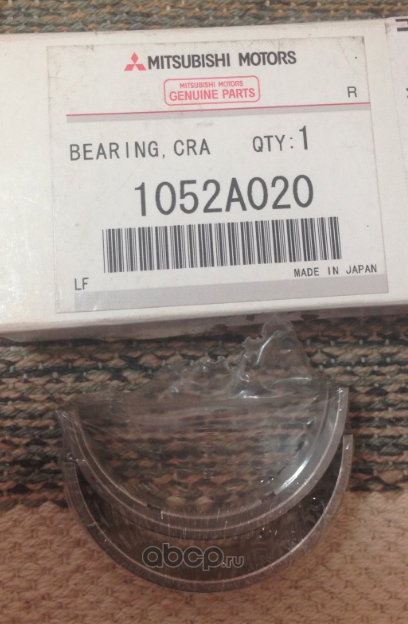 MITSUBISHI MOTORS
MITSUBISHI MOTORS
GENUINE PARTS
R
BEARING, CRA QTY:1
1052A020
LF MADE IN JAPAN
abcp.ru